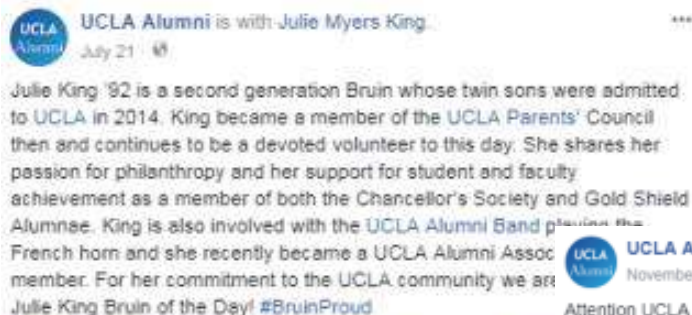 UCLA Alumni
UCLA Alumni is with Julie Myers King.
July 21
Julie King '92 is a second generation Bruin whose twin sons were admitted
to UCLA in 2014. King became a member of the UCLA Parents' Council
then and continues to be a devoted volunteer to this day. She shares her
passion for philanthropy and her support for student and faculty
achievement as a member of both the Chancellor's Society and Gold Shield
Alumnae. King is also involved with the UCLA Alumni Band playing the
French horn and she recently became a UCLA Alumni Assoc
member. For her commitment to the UCLA community we are
Julie King Bruin of the Day! #BruinProud
UCLA Alumni
UCLA A
Novembe
Attention UCLA